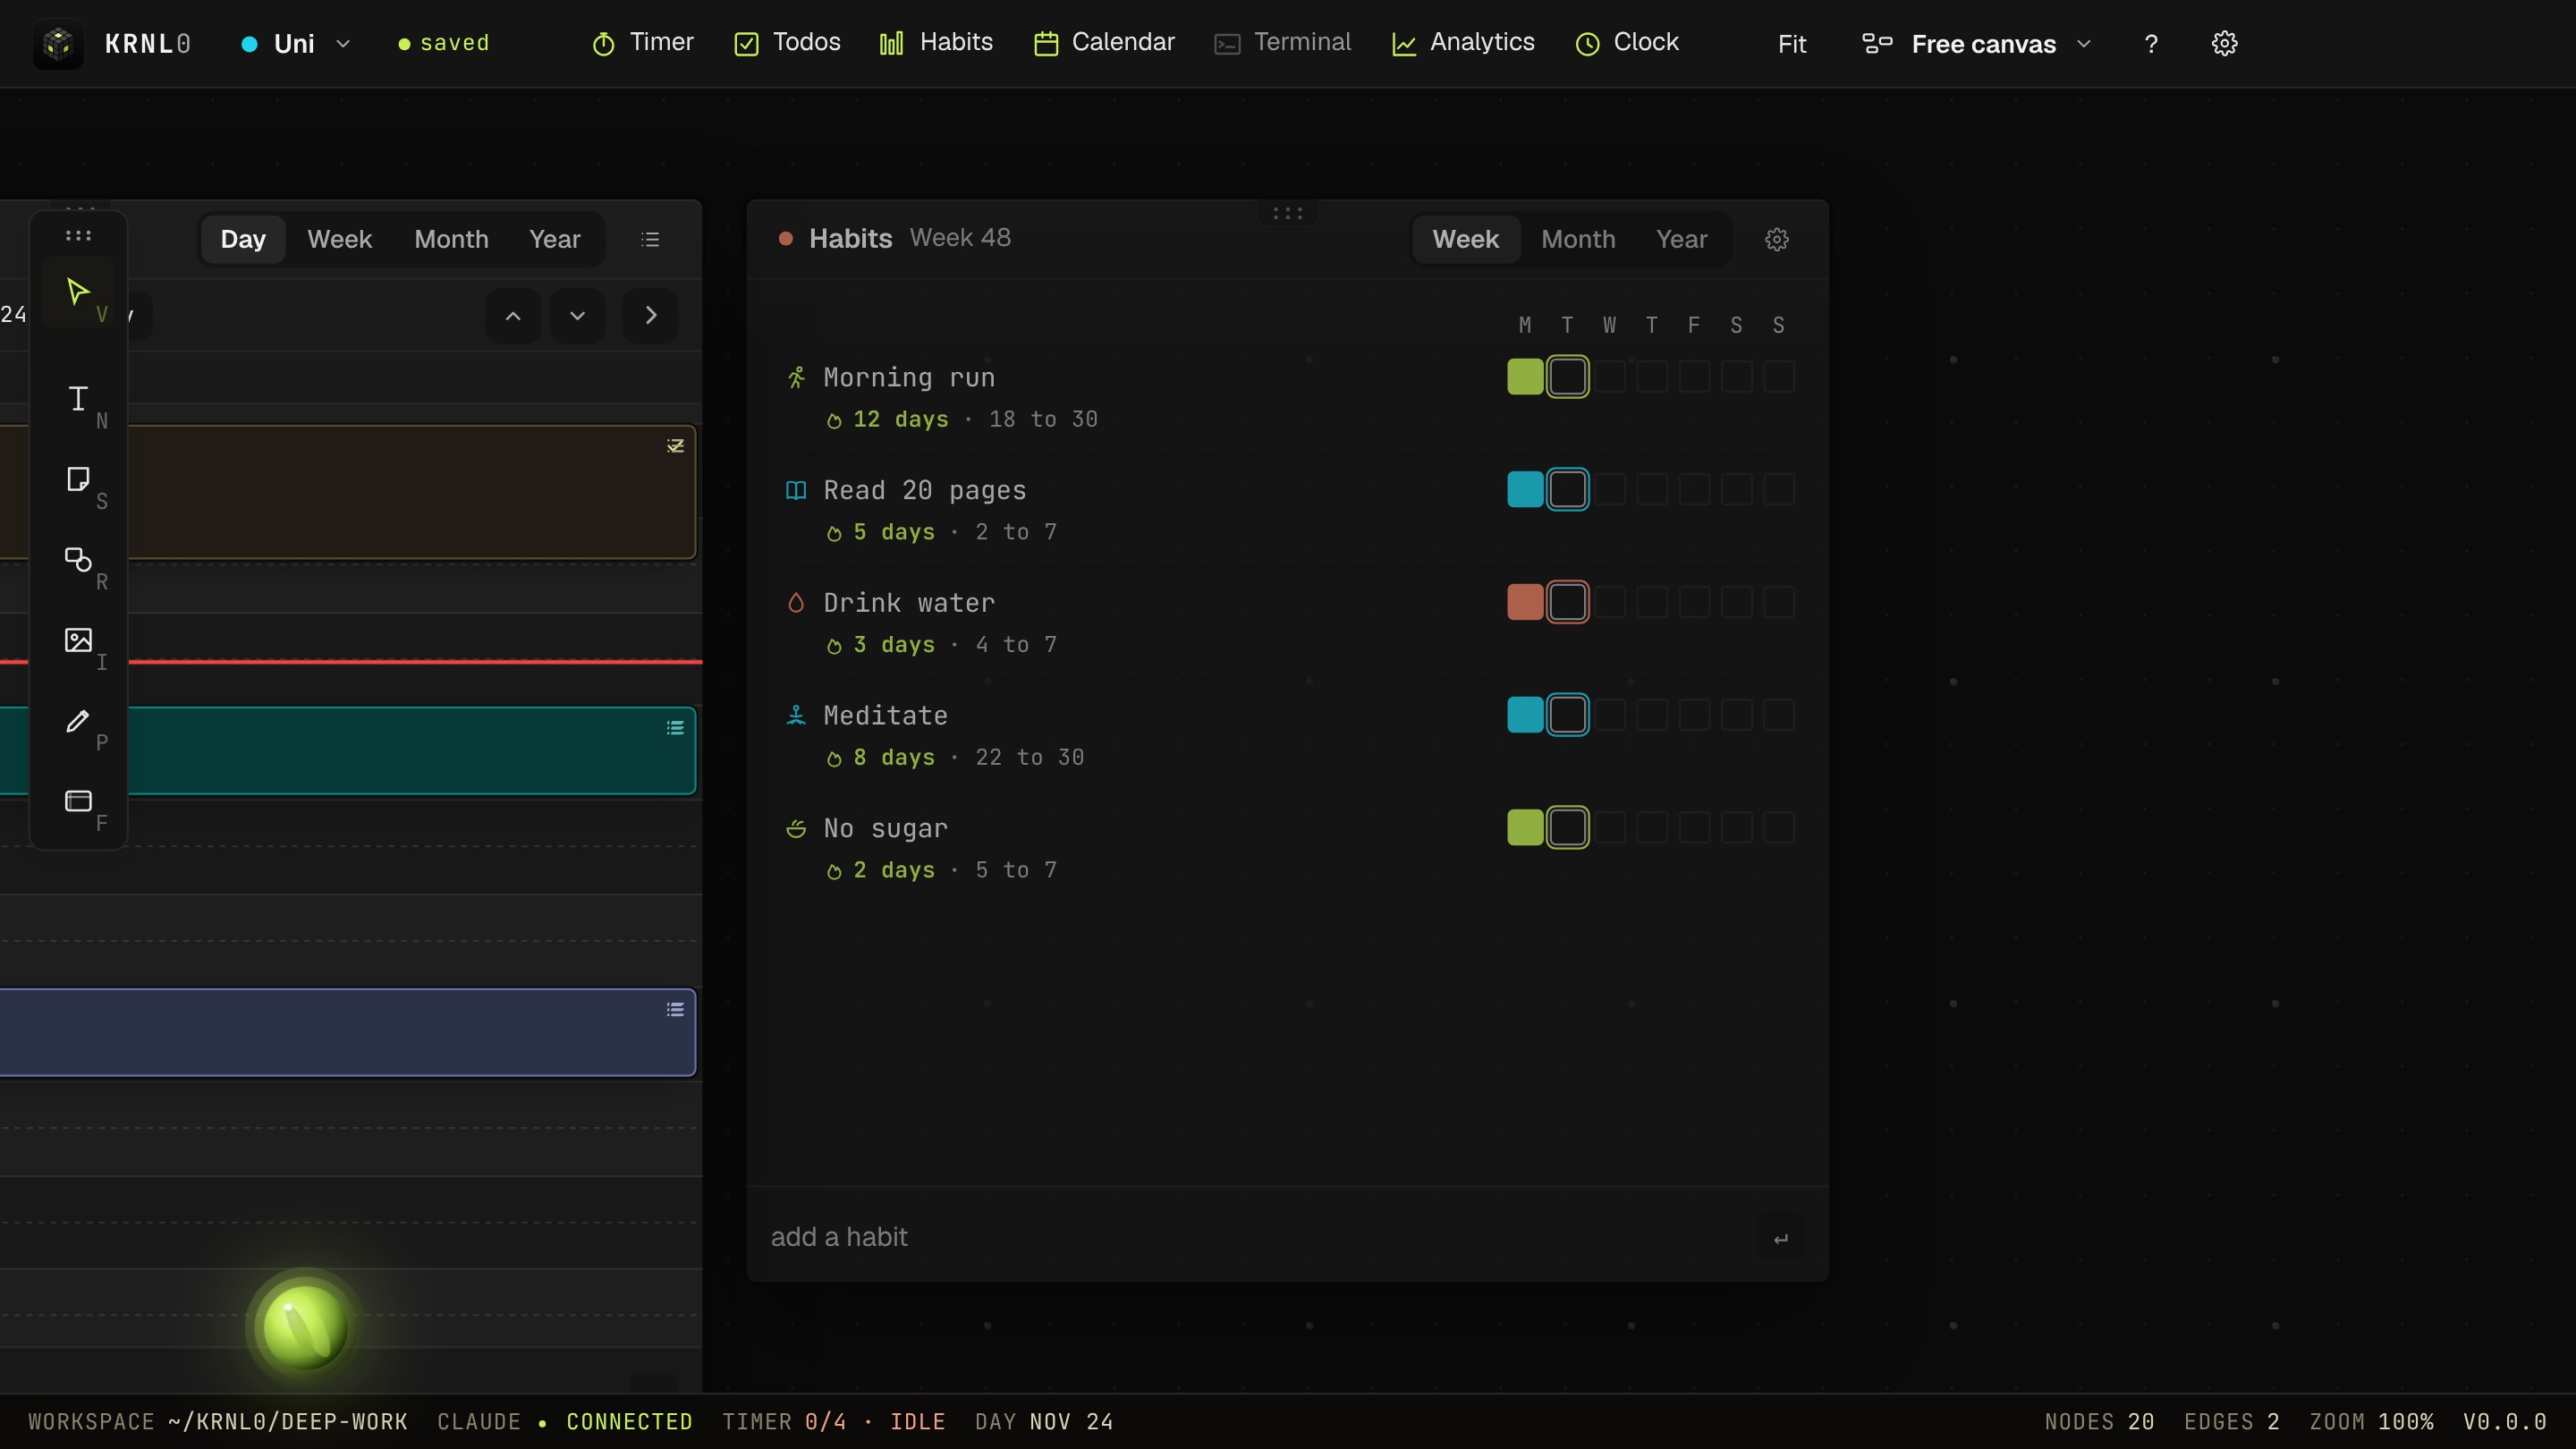 KRNL0 Uni saved Timer Todos Habits Calendar Terminal Analytics Clock Fit Free canvas ?
Day Week Month Year
24
V
N
S
R
I
P
F
Habits Week 48 Week Month Year
M T W T F S S
Morning run
12 days · 18 to 30
Read 20 pages
5 days · 2 to 7
Drink water
3 days · 4 to 7
Meditate
8 days · 22 to 30
No sugar
2 days · 5 to 7
add a habit
WORKSPACE ~/KRNL0/DEEP-WORK CLAUDE • CONNECTED TIMER 0/4 · IDLE DAY NOV 24 NODES 20 EDGES 2 ZOOM 100% V0.0.0